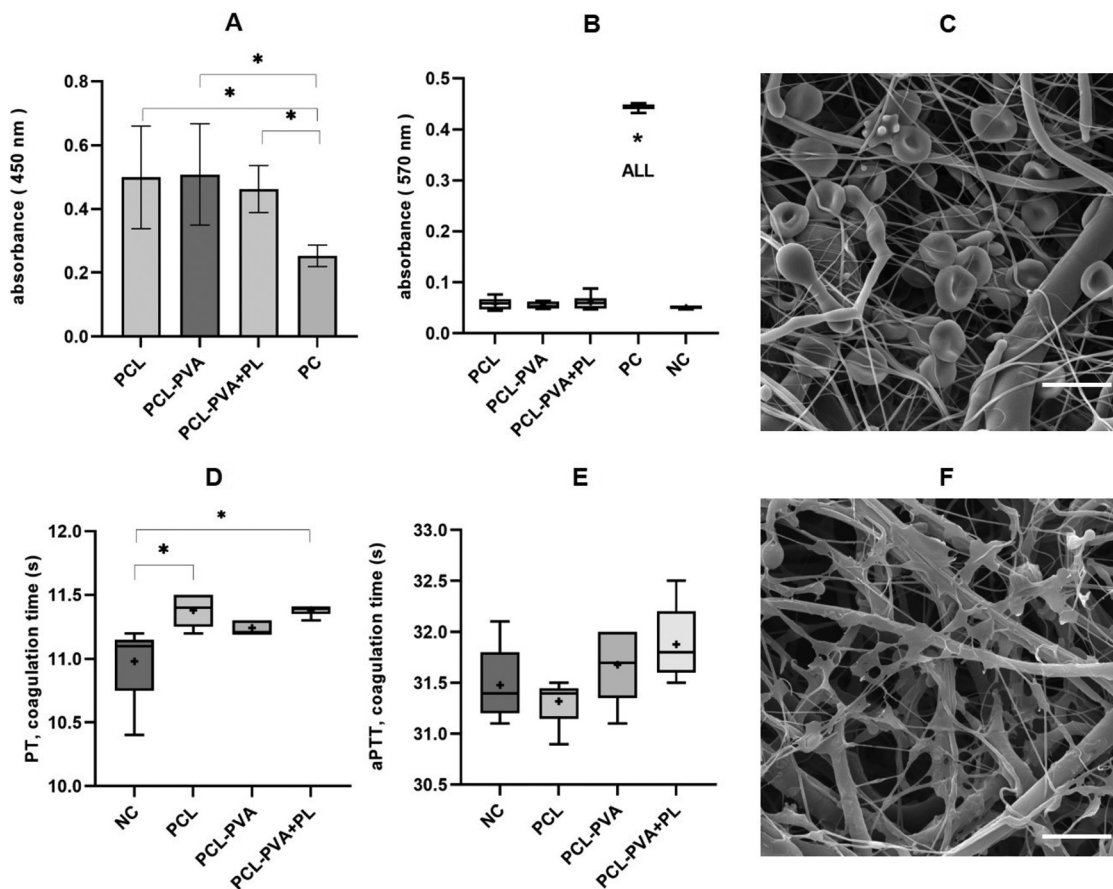 A
absorbance ( 450 nm )
0.8
0.6
0.4
0.2
0.0
*
*
*
PCL
PCL-PVA
PCL-PVA+PL
PC
B
absorbance ( 570 nm )
0.5
0.4
0.3
0.2
0.1
0.0
*
ALL
PCL
PCL-PVA
PCL-PVA+PL
PC
NC
C
D
PT, coagulation time (s)
12.0
11.5
11.0
10.5
10.0
*
*
NC
PCL
PCL-PVA
PCL-PVA+PL
E
aPTT, coagulation time (s)
33.0
32.5
32.0
31.5
31.0
30.5
NC
PCL
PCL-PVA
PCL-PVA+PL
F